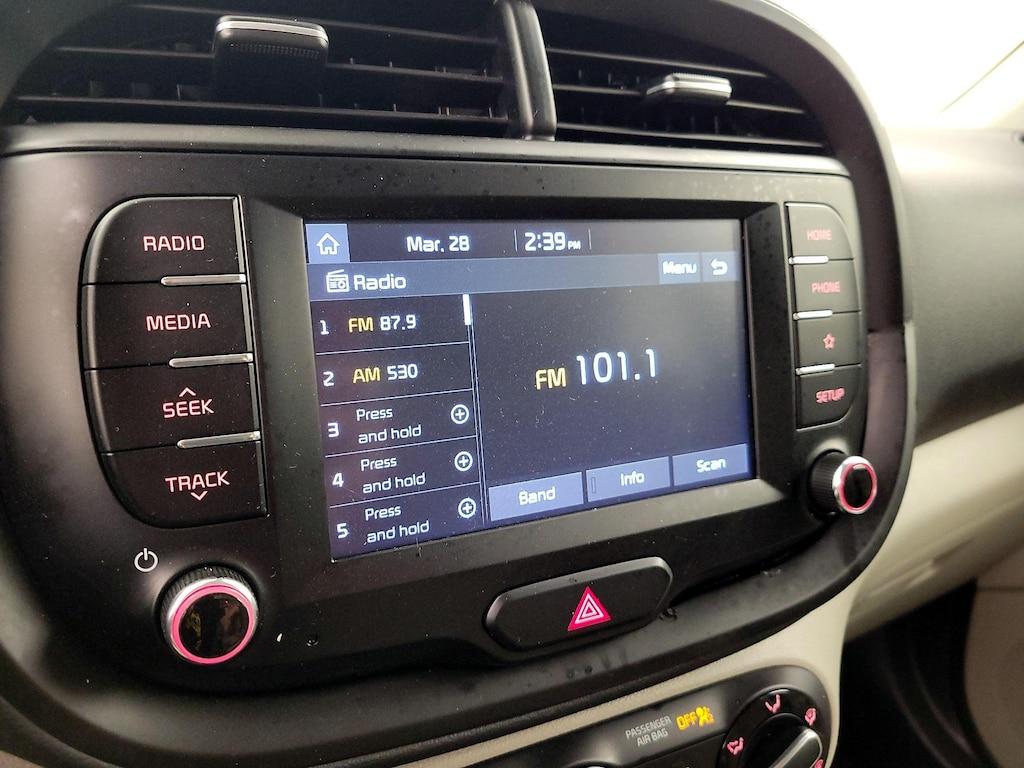 RADIO
MEDIA
SEEK
TRACK
Mar. 28
2:39 PM
Radio
Menu
1 FM 87.9
2 AM 530
3 Press
and hold
4 Press
and hold
5 Press
and hold
FM 101.1
Band
Info
Scan
HOME
PHONE
SETUP
PASSENGER
AIR BAG
OFF